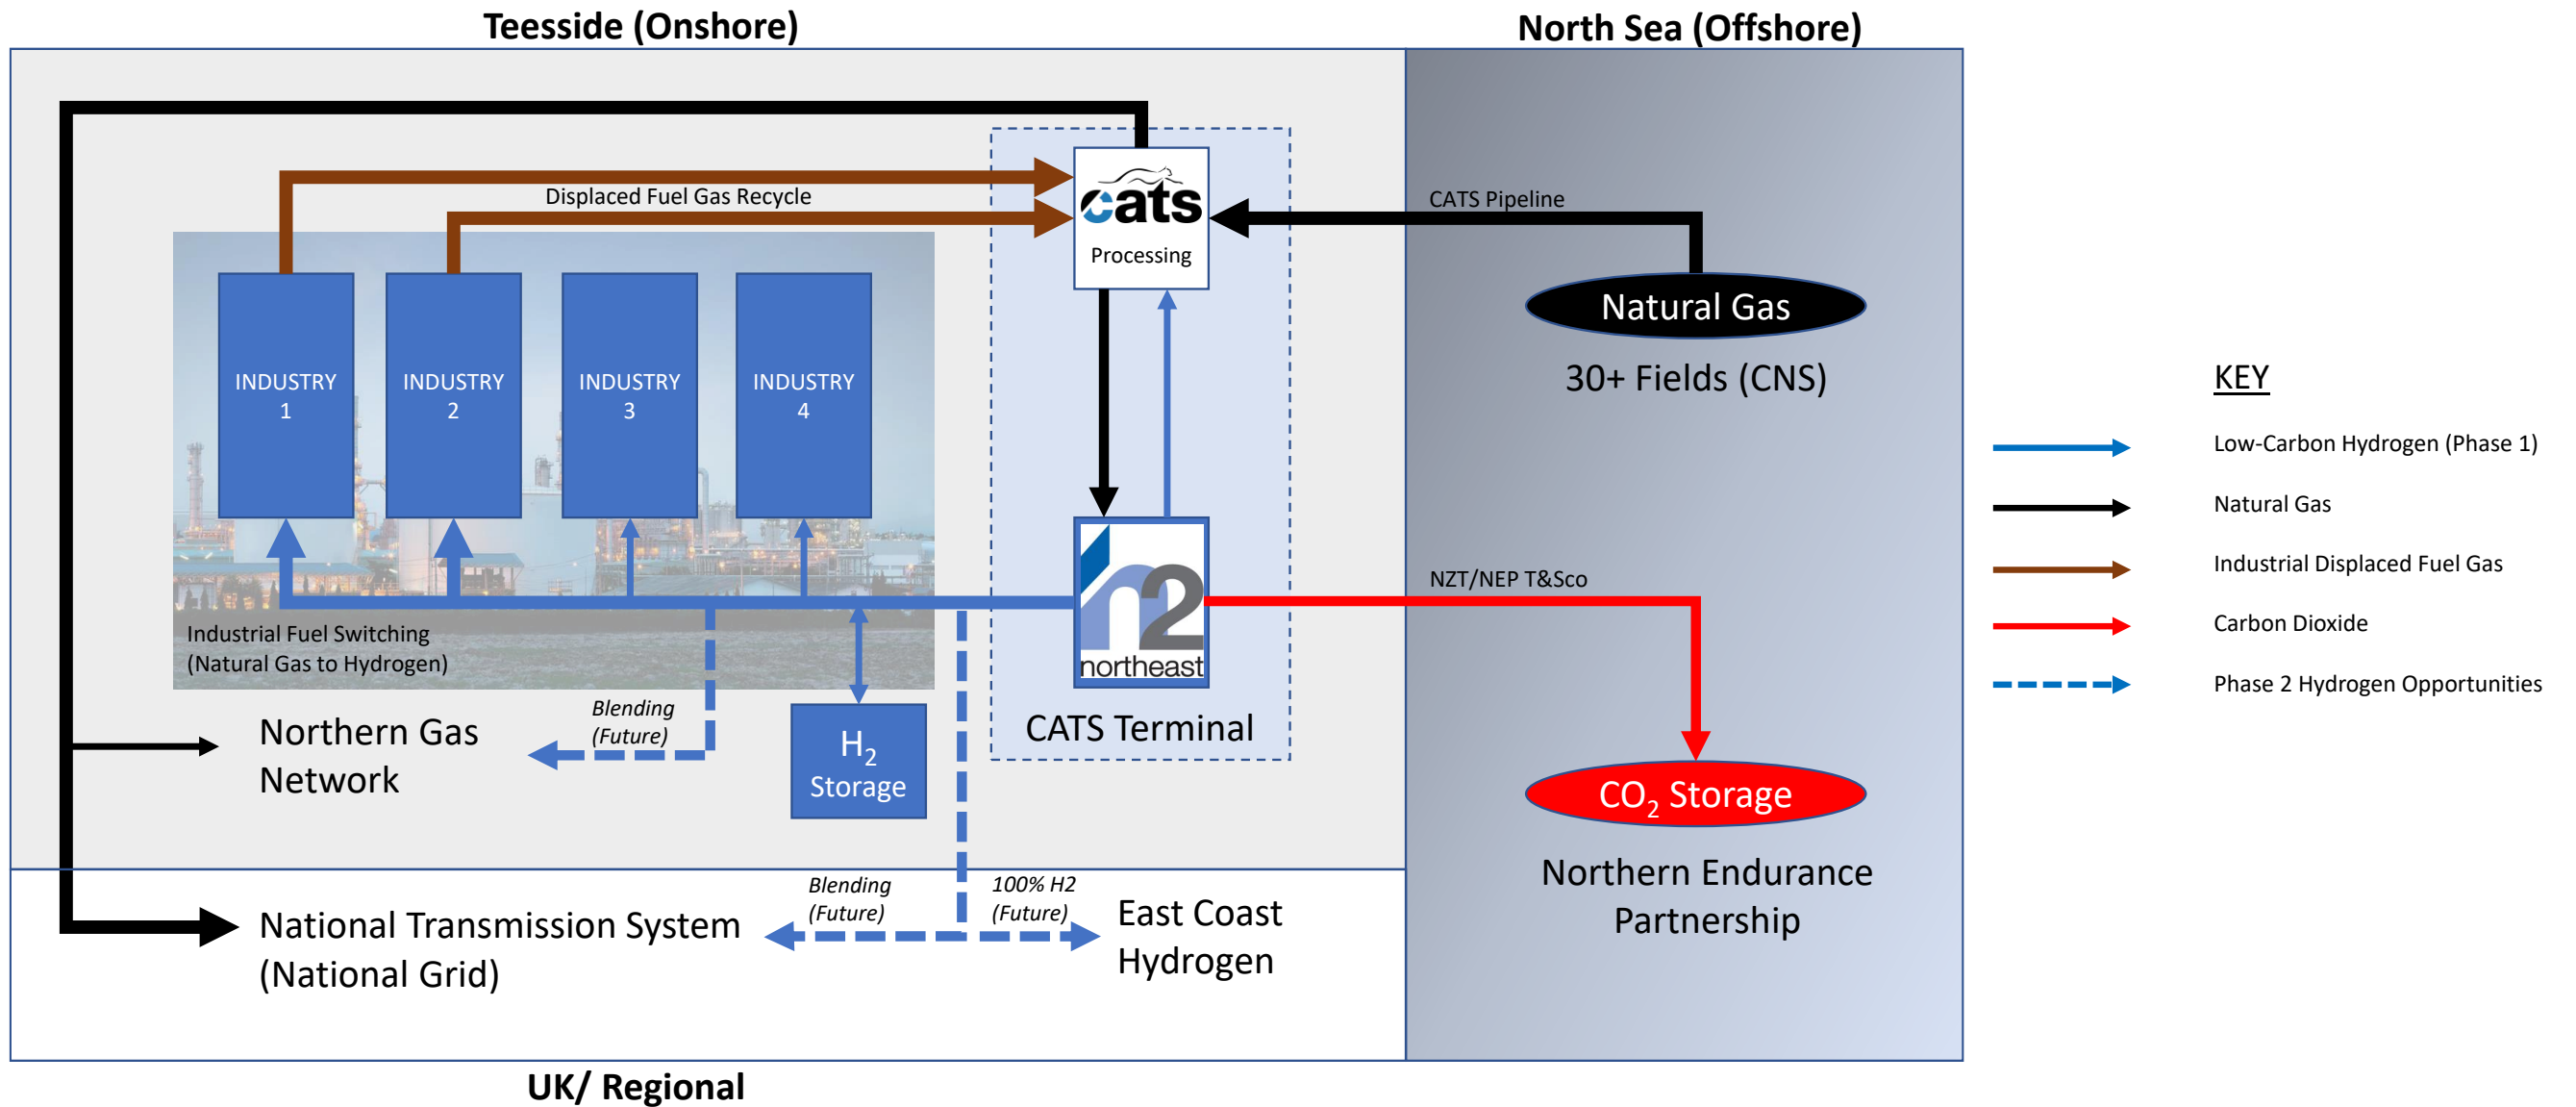 Teesside (Onshore)
North Sea (Offshore)
Displaced Fuel Gas Recycle
cats
Processing
CATS Pipeline
Natural Gas
30+ Fields (CNS)
INDUSTRY
1
INDUSTRY
2
INDUSTRY
3
INDUSTRY
4
KEY
Low-Carbon Hydrogen (Phase 1)
Natural Gas
Industrial Displaced Fuel Gas
Carbon Dioxide
Phase 2 Hydrogen Opportunities
h2
northeast
NZT/NEP T&Sco
Industrial Fuel Switching
(Natural Gas to Hydrogen)
CATS Terminal
Northern Gas
Network
Blending
(Future)
H₂
Storage
CO₂ Storage
Northern Endurance
Partnership
National Transmission System
(National Grid)
Blending
(Future)
100% H2
(Future)
East Coast
Hydrogen
UK/ Regional